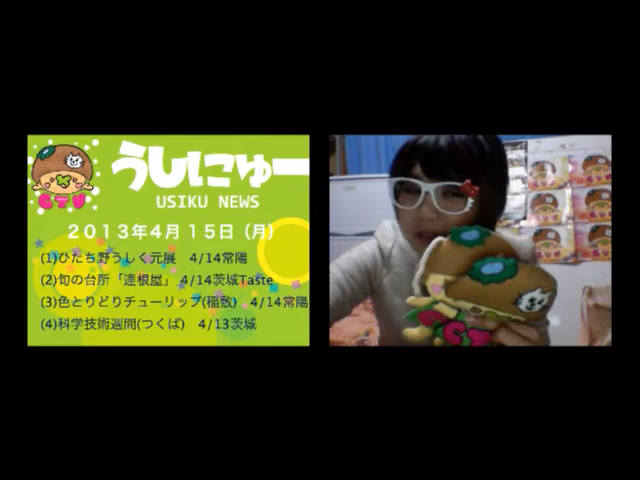 うしにゅー
USIKU NEWS
CTV
2013年4月15日（月）
(1)ひたち野うしく元展　4/14常陽
(2)旬の台所「連根屋」4/14茨城Taste
(3)色とりどりチューリップ(稲敷)　4/14常陽
(4)科学技術週間(つくば)　4/13茨城
CTV